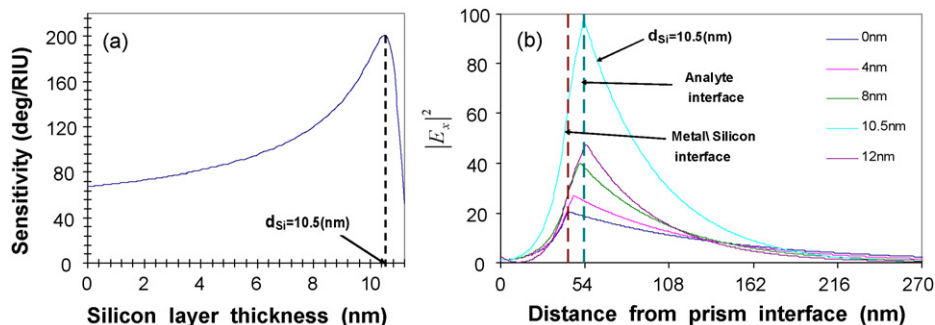 (a)
Sensitivity (deg/RIU)
200
160
120
80
40
0
dSi=10.5(nm)
0 2 4 6 8 10
Silicon layer thickness (nm)
(b)
|Ex|²
100
80
60
40
20
0
dSi=10.5(nm)
Analyte
interface
Metal\ Silicon
interface
0nm
4nm
8nm
10.5nm
12nm
0 54 108 162 216 270
Distance from prism interface (nm)